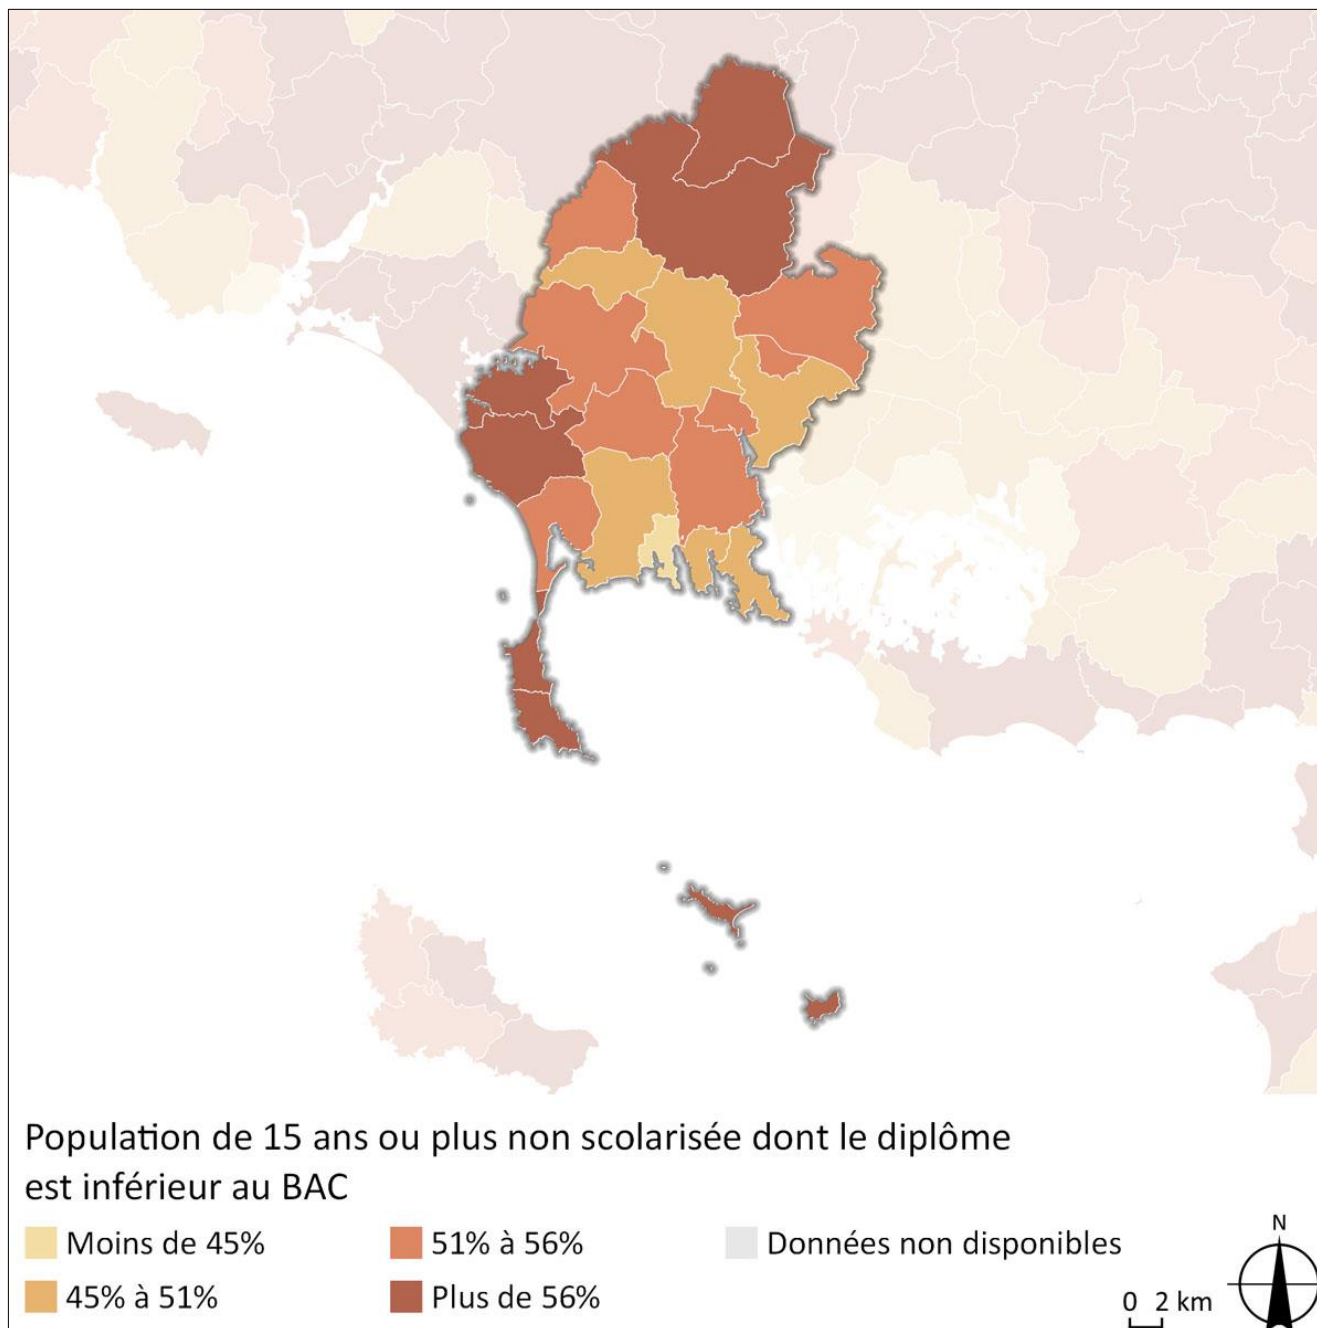 Population de 15 ans ou plus non scolarisée dont le diplôme
est inférieur au BAC
Moins de 45%
51% à 56%
Données non disponibles
45% à 51%
Plus de 56%
0 2 km
N